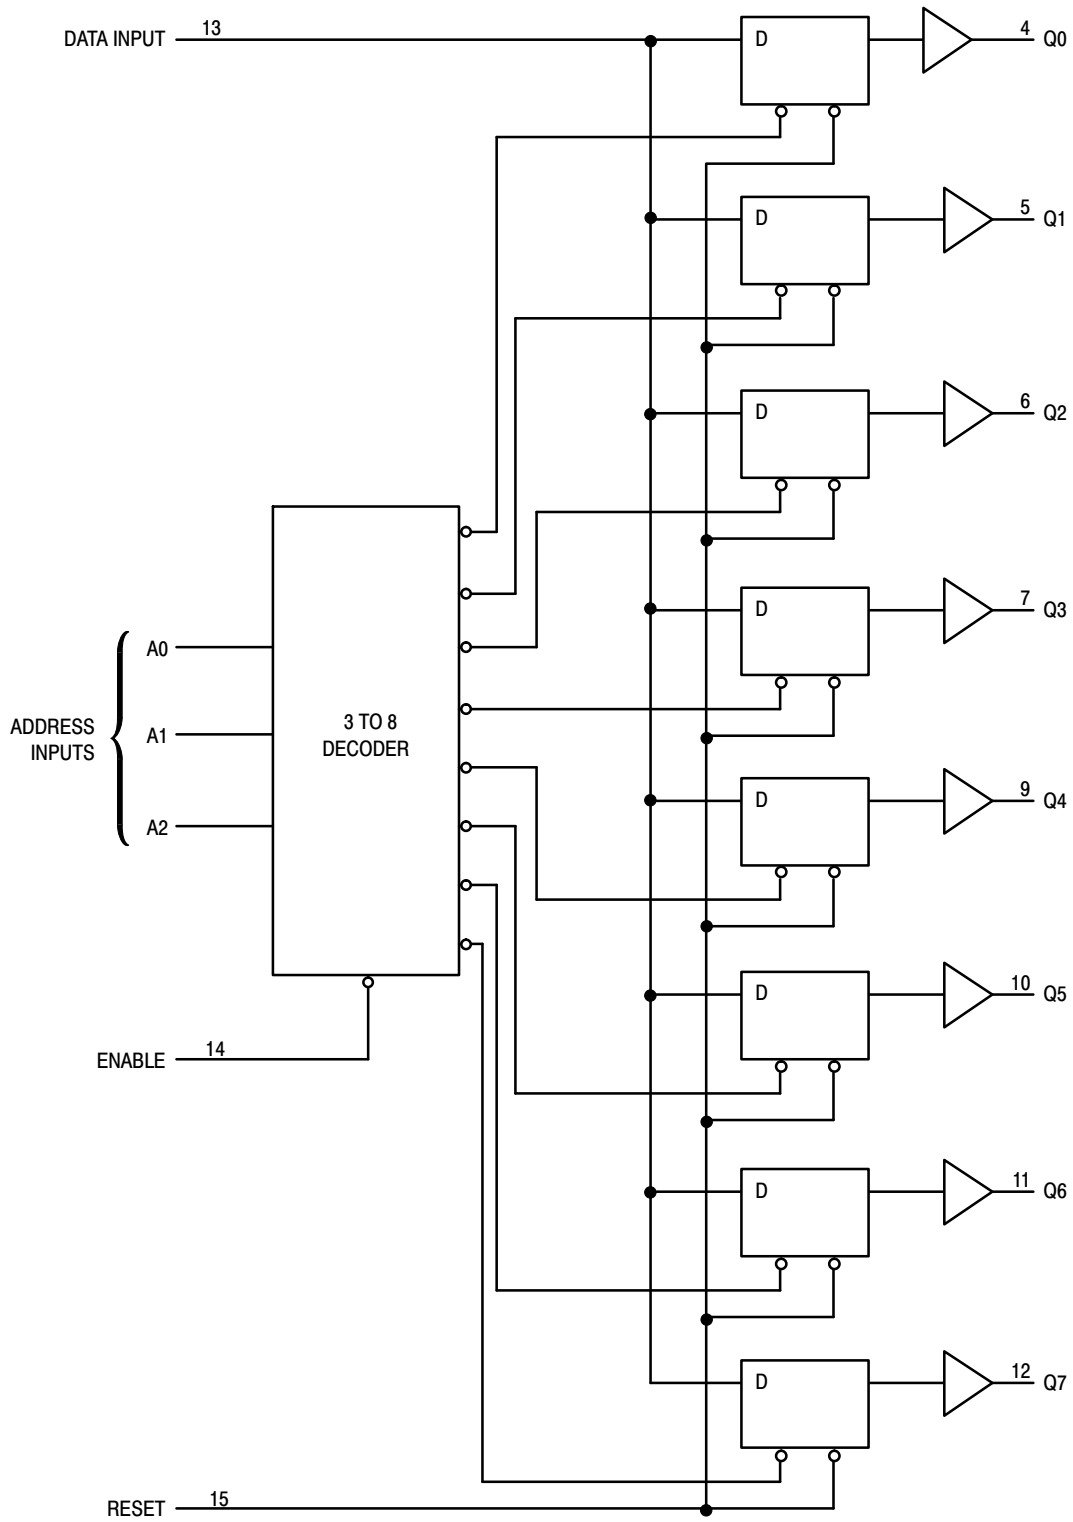 DATA INPUT 13 D 4 Q0
D 5 Q1
D 6 Q2
D 7 Q3
A0
ADDRESS
INPUTS
A1
3 TO 8
DECODER
D 9 Q4
A2
D 10 Q5
ENABLE 14
D 11 Q6
D 12 Q7
RESET 15